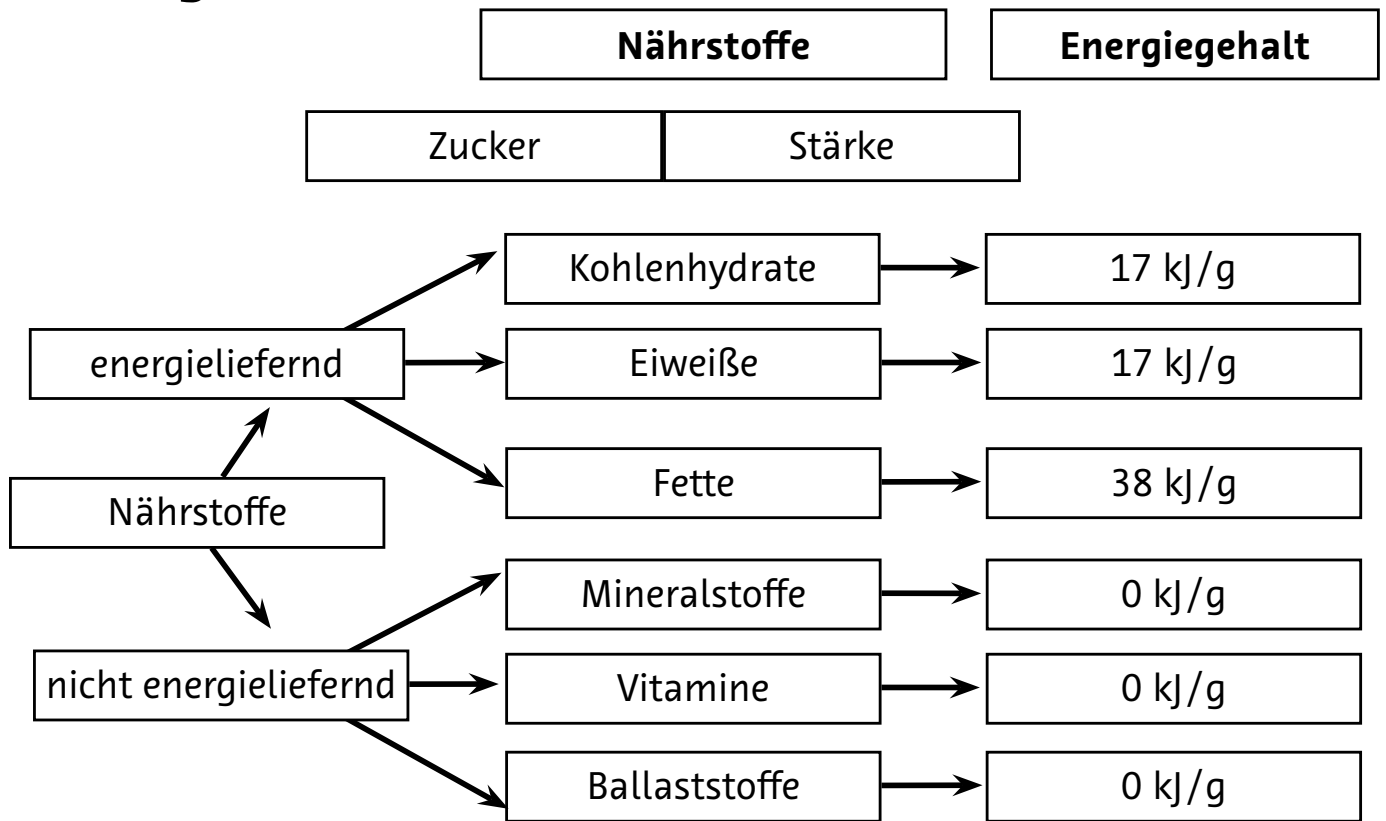 Nährstoffe Energiegehalt
Zucker Stärke
Kohlenhydrate 17 kJ/g
energieliefernd Eiweiße 17 kJ/g
Fette 38 kJ/g
Nährstoffe
Mineralstoffe 0 kJ/g
nicht energieliefernd Vitamine 0 kJ/g
Ballaststoffe 0 kJ/g